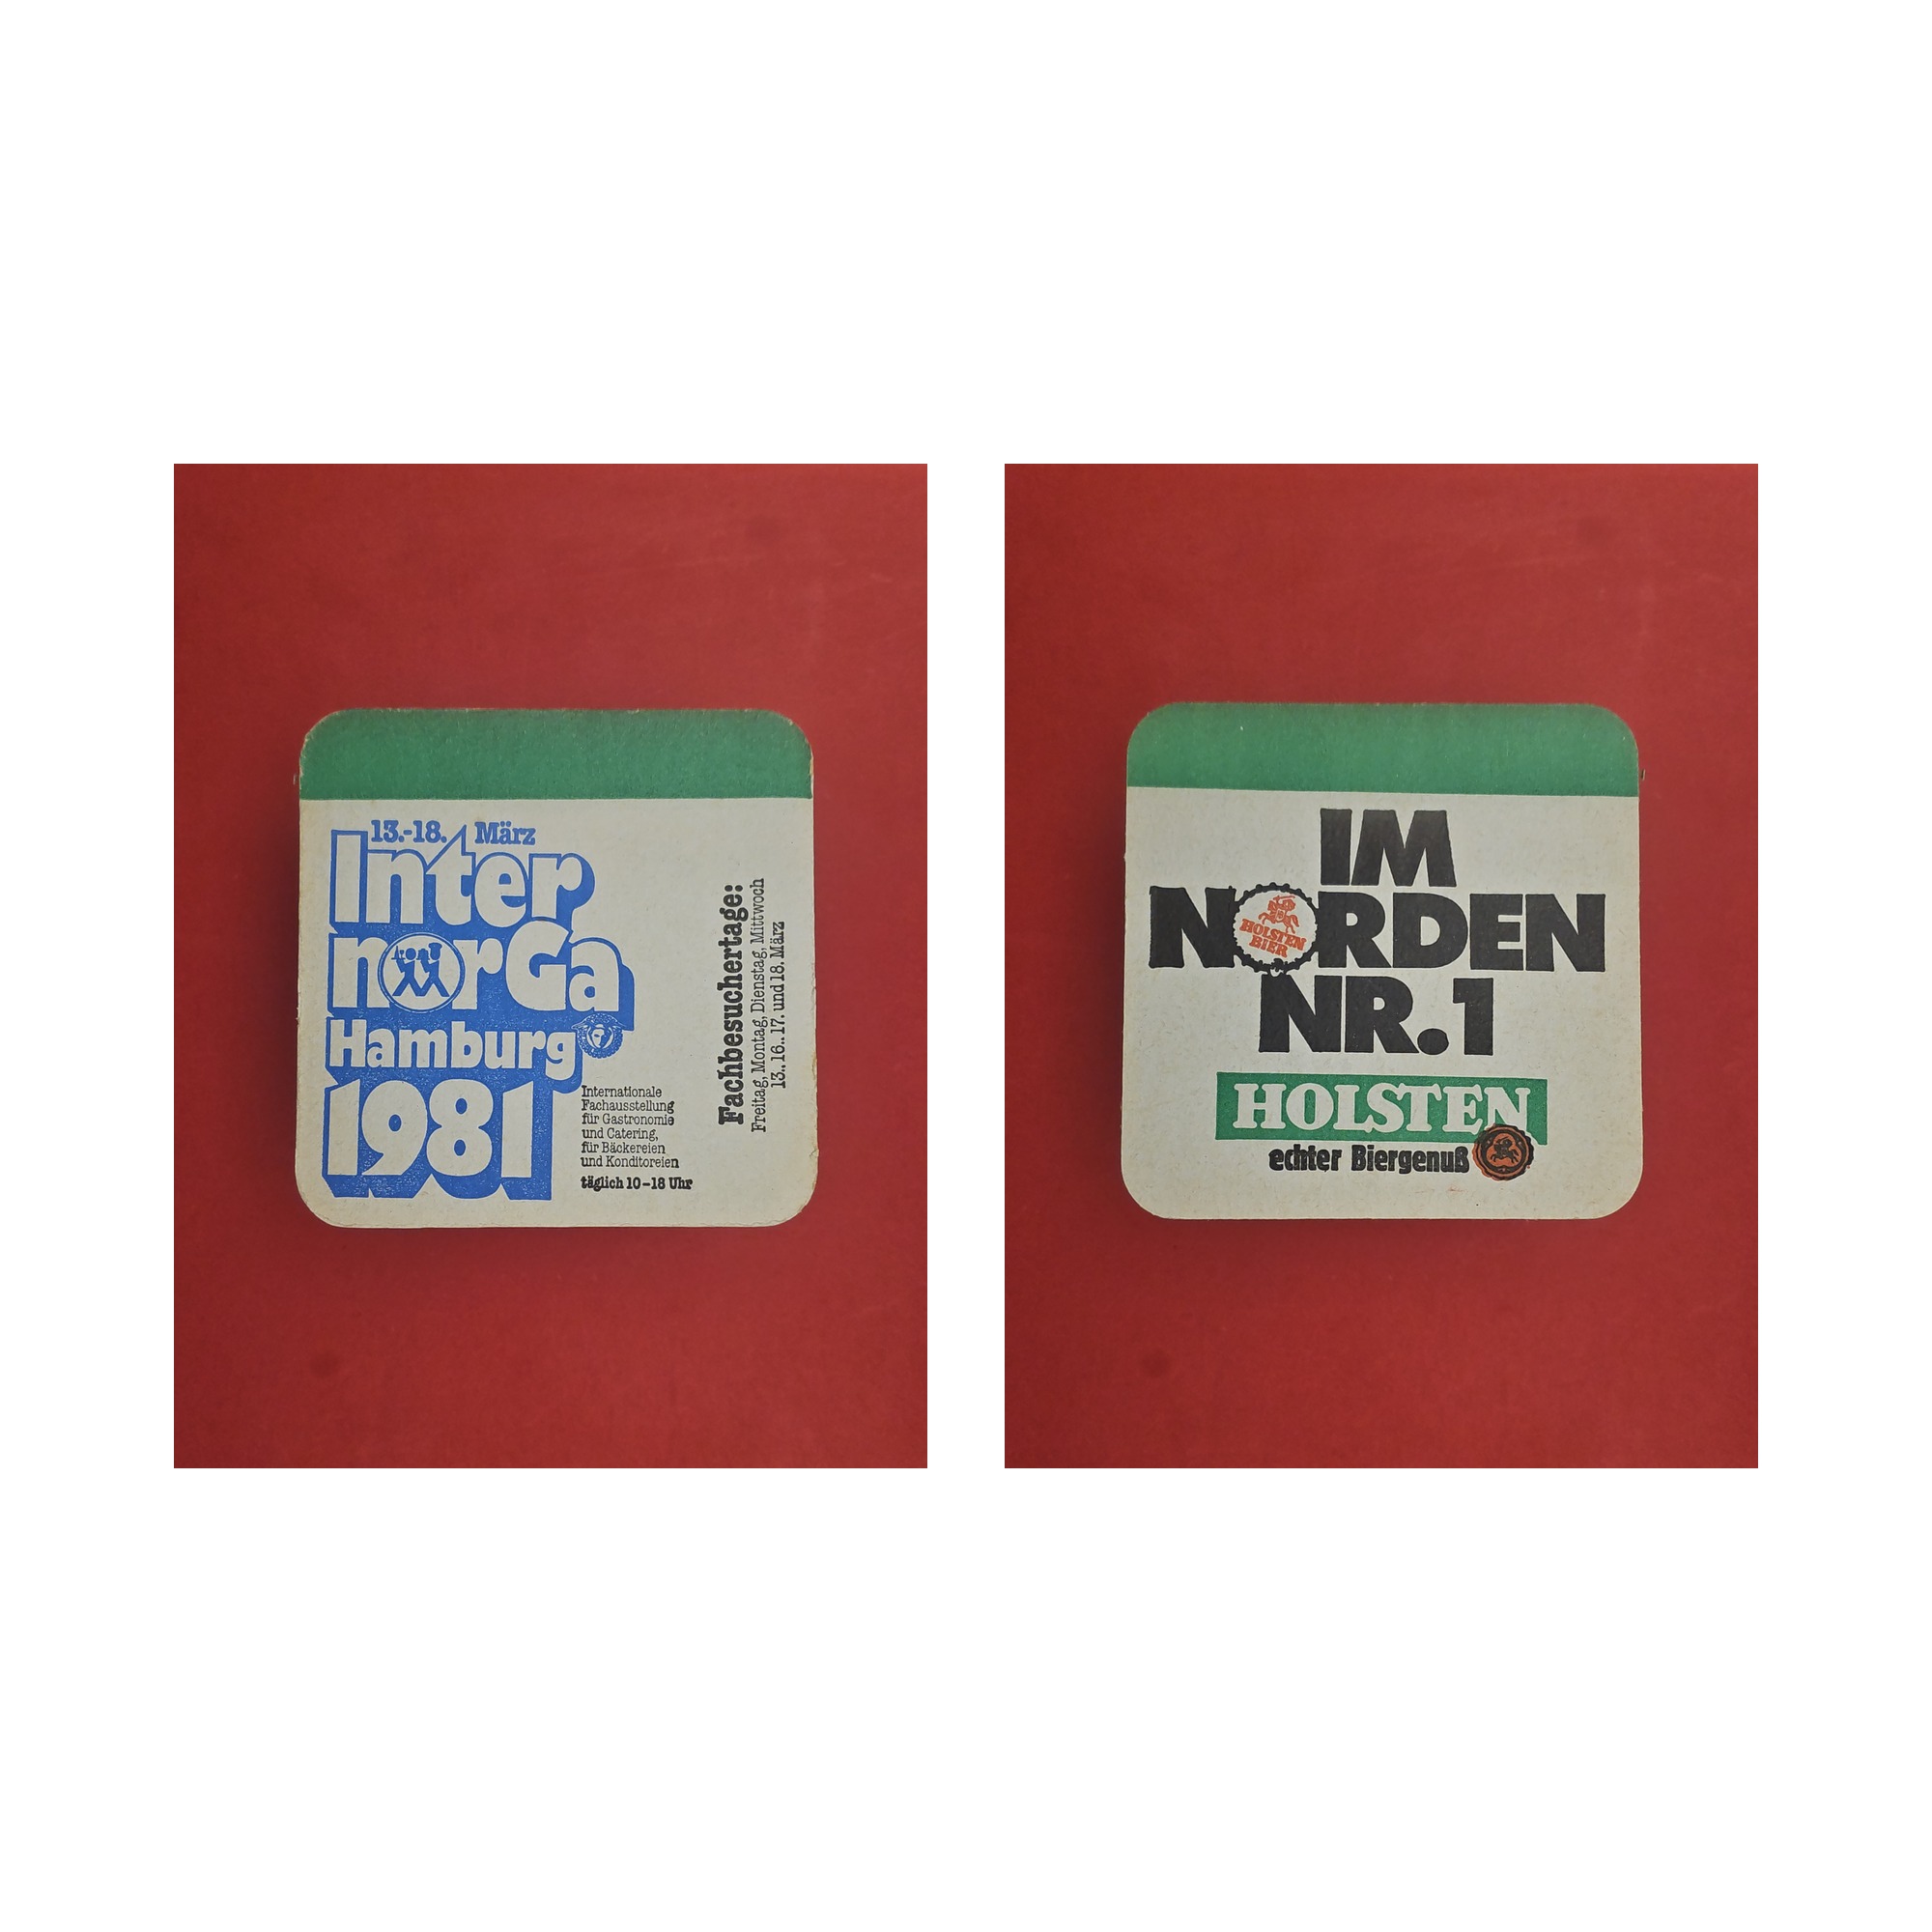 13.-18. März
Inter
norGa
Hamburg
1981
Internationale
Fachausstellung
für Gastronomie
und Catering,
für Bäckereien
und Konditoreien
täglich 10-18 Uhr
Fachbesuchertage:
Freitag, Montag, Dienstag, Mittwoch
13., 16., 17. und 18. März
IM
NORDEN
HOLSTEN
BIER
NR. 1
HOLSTEN
echter Biergenuß